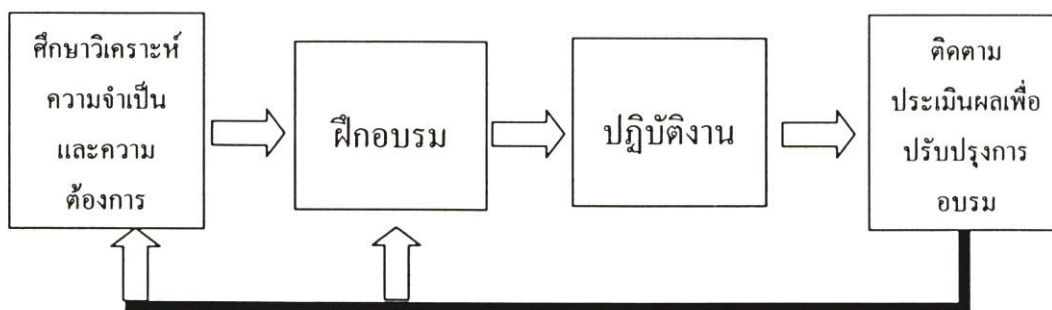 ศึกษาวิเคราะห์
ความจำเป็น
และความ
ต้องการ
ฝึกอบรม
ปฏิบัติงาน
ติดตาม
ประเมินผลเพื่อ
ปรับปรุงการ
อบรม